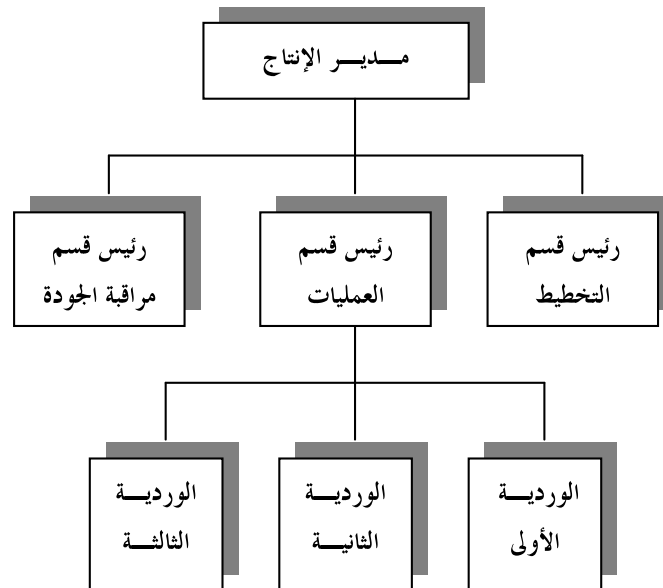 مـــديـــر الإنتاج
رئيس قسم
التخطيط
رئيس قسم
العمليات
رئيس قسم
مراقبة الجودة
الورديـــة
الأولى
الورديـــة
الثانيـــة
الورديـــة
الثالثـــة